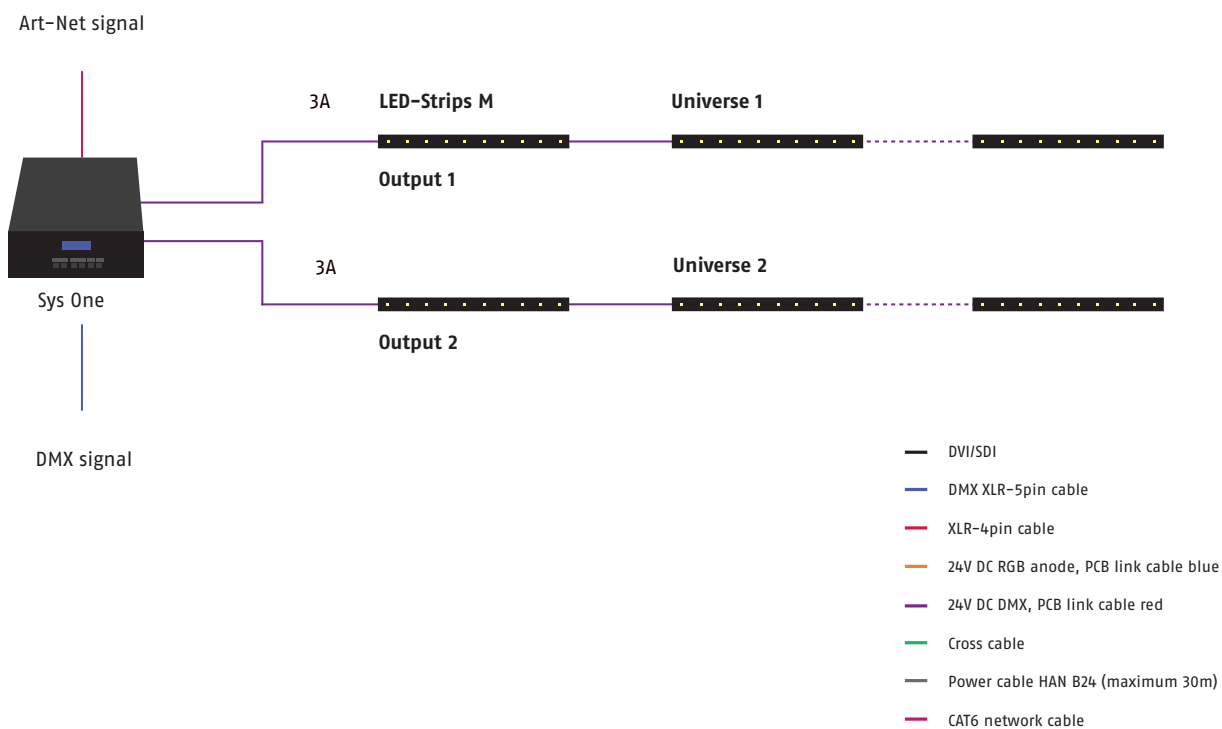 Art-Net signal
3A
LED-Strips M
Universe 1
Output 1
3A
Universe 2
Sys One
Output 2
DMX signal
DVI/SDI
DMX XLR-5pin cable
XLR-4pin cable
24V DC RGB anode, PCB link cable blue
24V DC DMX, PCB link cable red
Cross cable
Power cable HAN B24 (maximum 30m)
CAT6 network cable